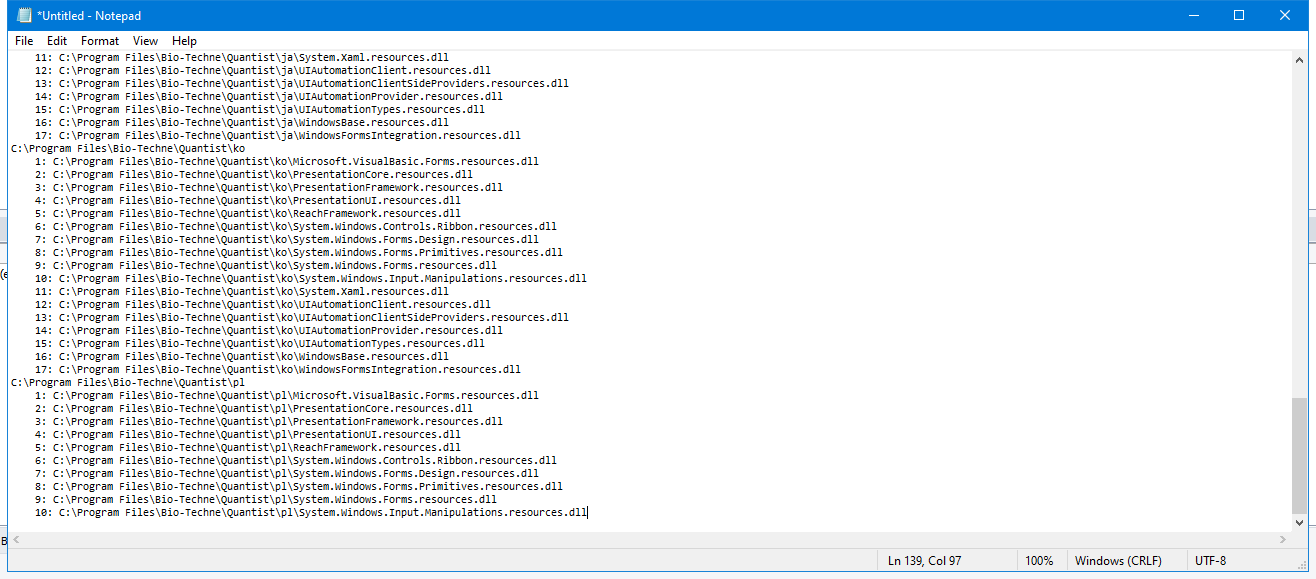 *Untitled - Notepad
File Edit Format View Help
11: C:\Program Files\Bio-Techne\Quantist\ja\System.Xaml.resources.dll
12: C:\Program Files\Bio-Techne\Quantist\ja\UIAutomationClient.resources.dll
13: C:\Program Files\Bio-Techne\Quantist\ja\UIAutomationClientSideProviders.resources.dll
14: C:\Program Files\Bio-Techne\Quantist\ja\UIAutomationProvider.resources.dll
15: C:\Program Files\Bio-Techne\Quantist\ja\UIAutomationTypes.resources.dll
16: C:\Program Files\Bio-Techne\Quantist\ja\WindowsBase.resources.dll
17: C:\Program Files\Bio-Techne\Quantist\ja\WindowsFormsIntegration.resources.dll
C:\Program Files\Bio-Techne\Quantist\ko
1: C:\Program Files\Bio-Techne\Quantist\ko\Microsoft.VisualBasic.Forms.resources.dll
2: C:\Program Files\Bio-Techne\Quantist\ko\PresentationCore.resources.dll
3: C:\Program Files\Bio-Techne\Quantist\ko\PresentationFramework.resources.dll
4: C:\Program Files\Bio-Techne\Quantist\ko\PresentationUI.resources.dll
5: C:\Program Files\Bio-Techne\Quantist\ko\ReachFramework.resources.dll
6: C:\Program Files\Bio-Techne\Quantist\ko\System.Windows.Controls.Ribbon.resources.dll
7: C:\Program Files\Bio-Techne\Quantist\ko\System.Windows.Forms.Design.resources.dll
8: C:\Program Files\Bio-Techne\Quantist\ko\System.Windows.Forms.Primitives.resources.dll
9: C:\Program Files\Bio-Techne\Quantist\ko\System.Windows.Forms.resources.dll
10: C:\Program Files\Bio-Techne\Quantist\ko\System.Windows.Input.Manipulations.resources.dll
11: C:\Program Files\Bio-Techne\Quantist\ko\System.Xaml.resources.dll
12: C:\Program Files\Bio-Techne\Quantist\ko\UIAutomationClient.resources.dll
13: C:\Program Files\Bio-Techne\Quantist\ko\UIAutomationClientSideProviders.resources.dll
14: C:\Program Files\Bio-Techne\Quantist\ko\UIAutomationProvider.resources.dll
15: C:\Program Files\Bio-Techne\Quantist\ko\UIAutomationTypes.resources.dll
16: C:\Program Files\Bio-Techne\Quantist\ko\WindowsBase.resources.dll
17: C:\Program Files\Bio-Techne\Quantist\ko\WindowsFormsIntegration.resources.dll
C:\Program Files\Bio-Techne\Quantist\pl
1: C:\Program Files\Bio-Techne\Quantist\pl\Microsoft.VisualBasic.Forms.resources.dll
2: C:\Program Files\Bio-Techne\Quantist\pl\PresentationCore.resources.dll
3: C:\Program Files\Bio-Techne\Quantist\pl\PresentationFramework.resources.dll
4: C:\Program Files\Bio-Techne\Quantist\pl\PresentationUI.resources.dll
5: C:\Program Files\Bio-Techne\Quantist\pl\ReachFramework.resources.dll
6: C:\Program Files\Bio-Techne\Quantist\pl\System.Windows.Controls.Ribbon.resources.dll
7: C:\Program Files\Bio-Techne\Quantist\pl\System.Windows.Forms.Design.resources.dll
8: C:\Program Files\Bio-Techne\Quantist\pl\System.Windows.Forms.Primitives.resources.dll
9: C:\Program Files\Bio-Techne\Quantist\pl\System.Windows.Forms.resources.dll
10: C:\Program Files\Bio-Techne\Quantist\pl\System.Windows.Input.Manipulations.resources.dll
Ln 139, Col 97 100% Windows (CRLF) UTF-8